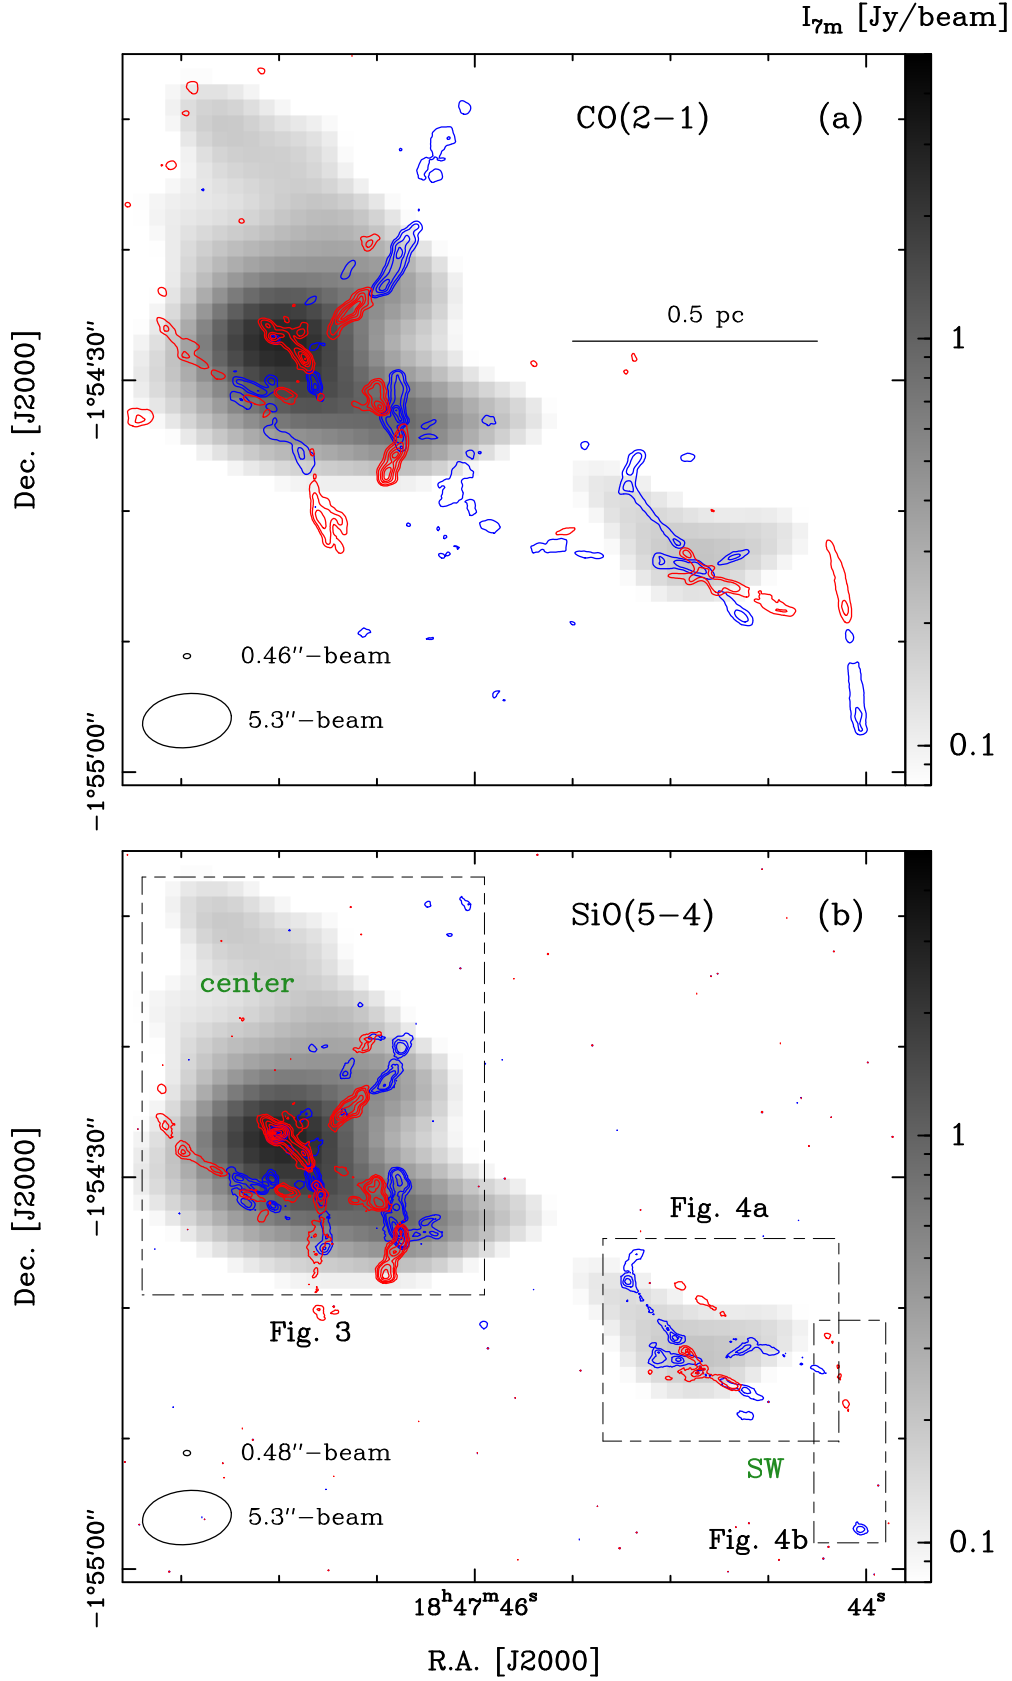 I7m [Jy/beam]
CO(2−1) (a)
0.5 pc
−1°54′30″
1
Dec. [J2000]
0.46″−beam
5.3″−beam
0.1
−1°55′00″
SiO(5−4) (b)
center
1
−1°54′30″
Dec. [J2000]
Fig. 4a
Fig. 3
0.48″−beam
SW
5.3″−beam
Fig. 4b
0.1
−1°55′00″
18h47m46s 44s
R.A. [J2000]